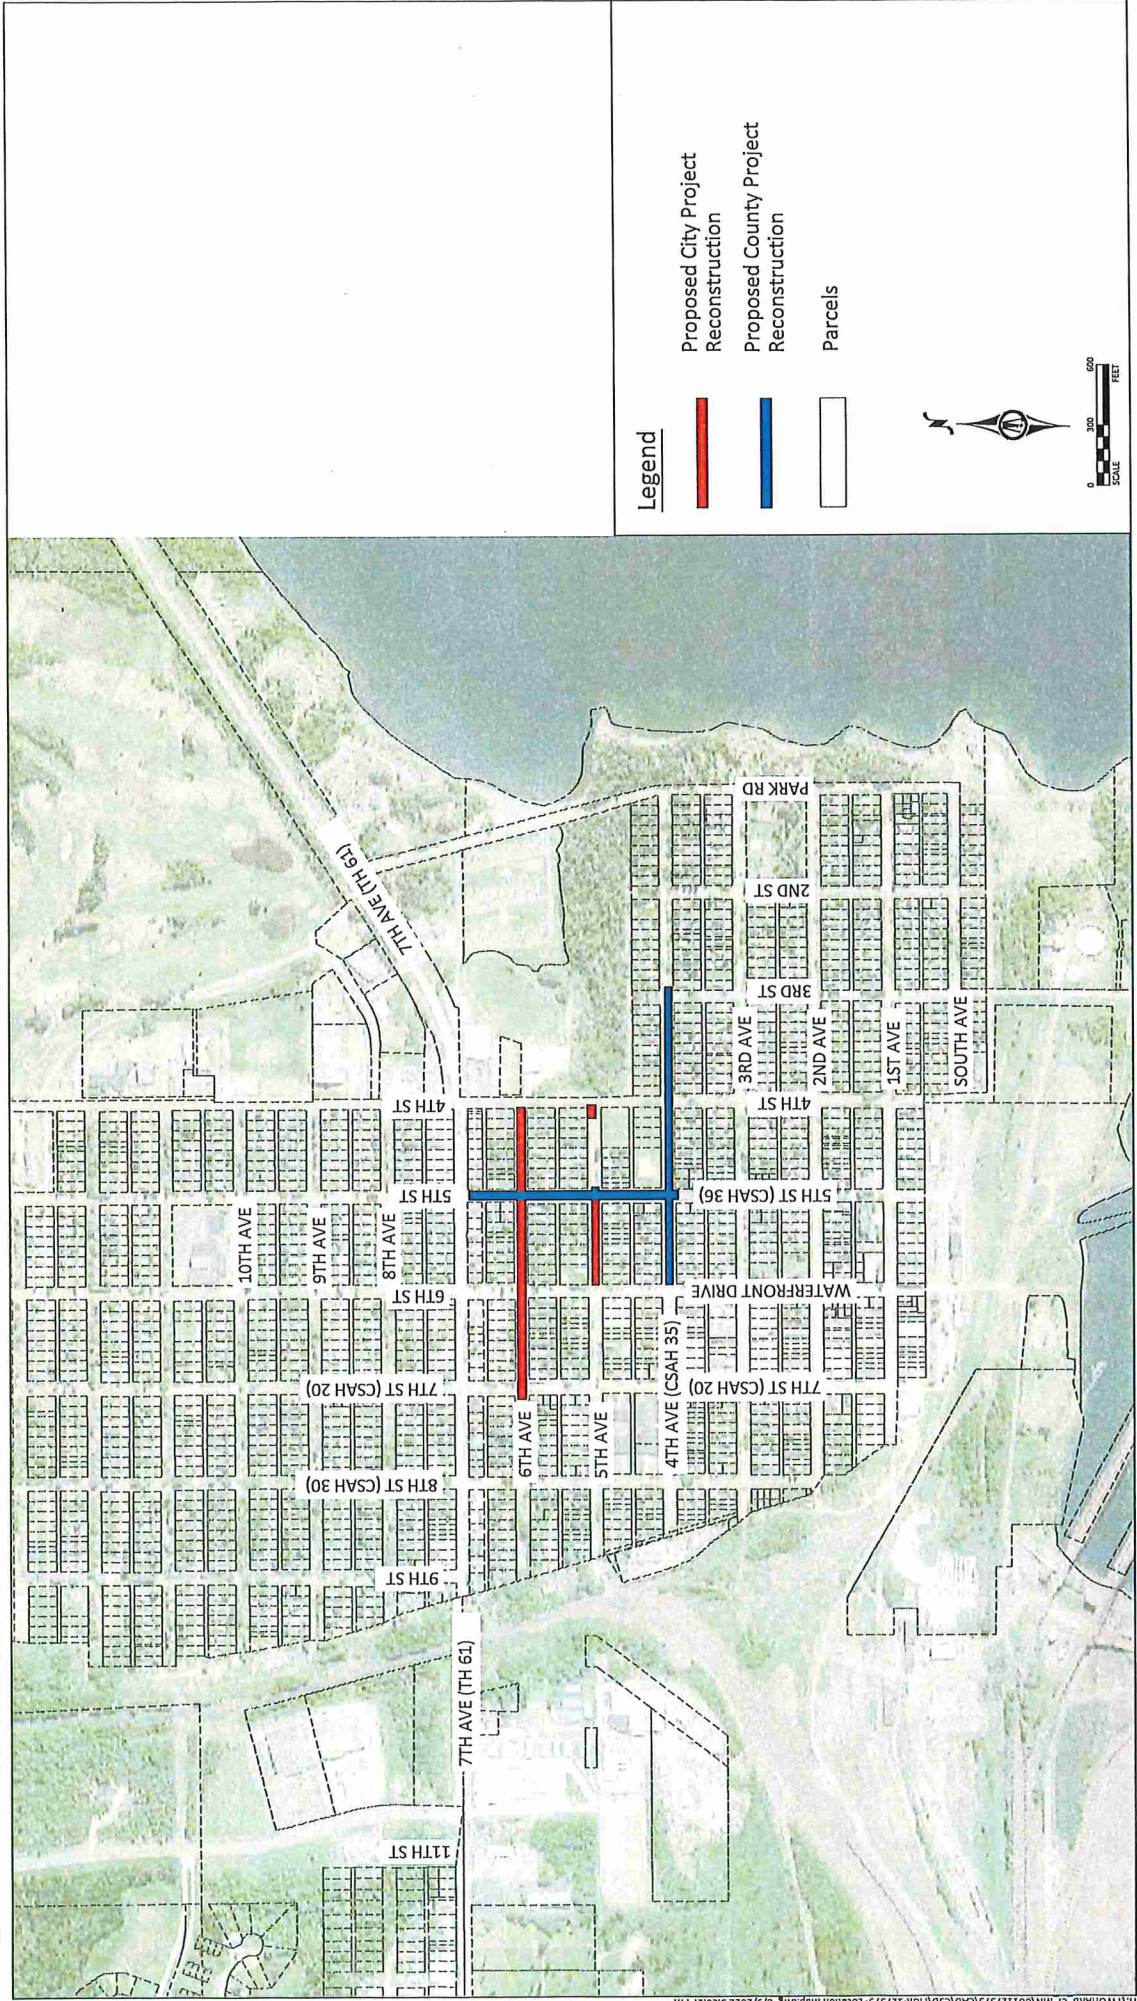 10TH AVE
9TH AVE
8TH AVE
7TH AVE (TH 61)
7TH AVE (TH 61)
6TH AVE
5TH AVE
4TH AVE (CSAH 35)
3RD AVE
2ND AVE
1ST AVE
SOUTH AVE
11TH ST
9TH ST
8TH ST (CSAH 30)
7TH ST (CSAH 20)
7TH ST (CSAH 20)
6TH ST
WATERFRONT DRIVE
5TH ST
5TH ST (CSAH 36)
4TH ST
4TH ST
3RD ST
2ND ST
PARK RD
Legend
Proposed City Project
Reconstruction
Proposed County Project
Reconstruction
Parcels
N
0 300 600
SCALE FEET